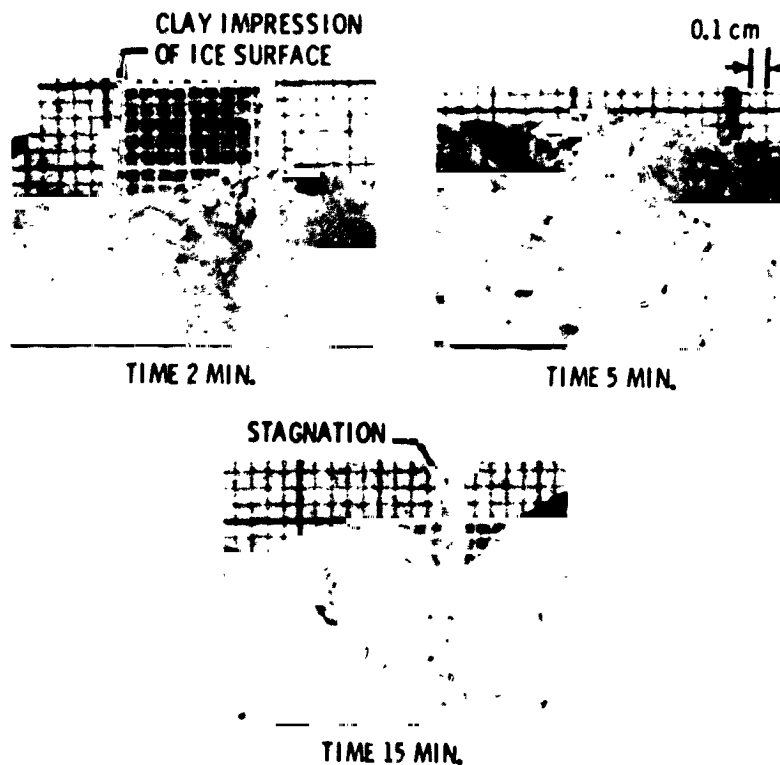 CLAY IMPRESSION
OF ICE SURFACE
0.1 cm
TIME 2 MIN.
TIME 5 MIN.
STAGNATION
TIME 15 MIN.